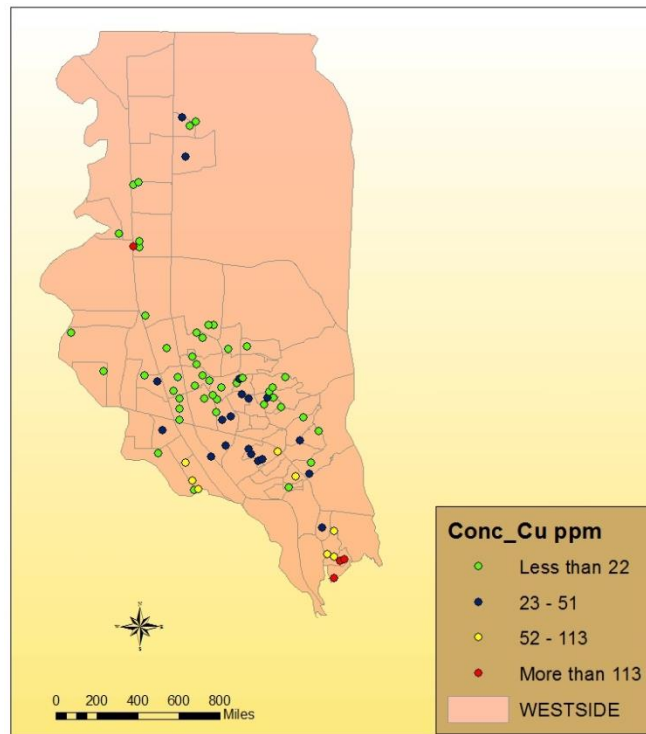 Conc_Cu ppm
Less than 22
23 - 51
52 - 113
More than 113
WESTSIDE
0 200 400 600 800
Miles